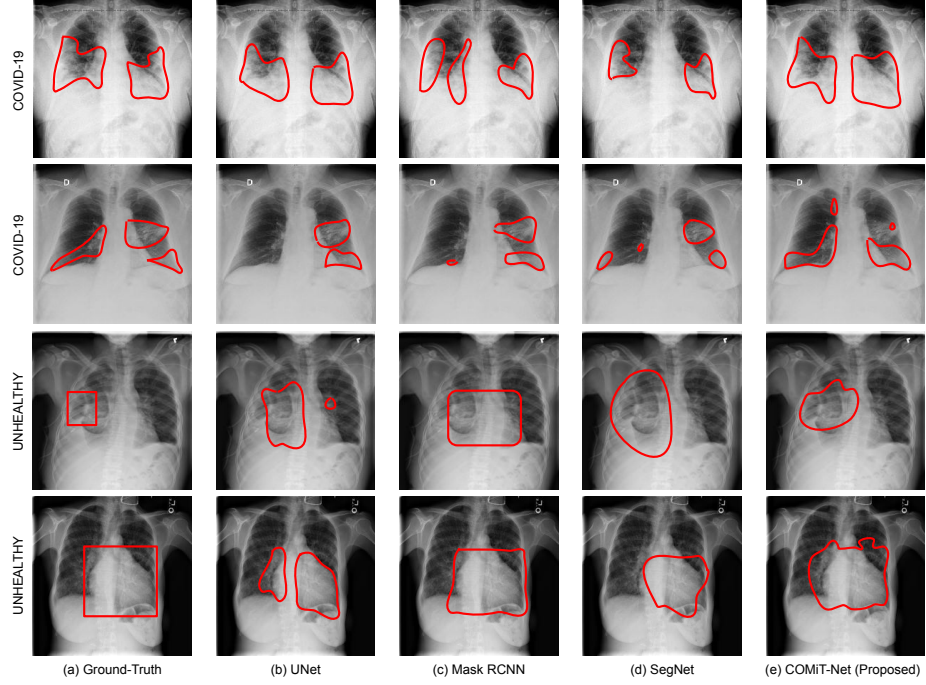 COVID-19
D
COVID-19
UNHEALTHY
UNHEALTHY
(a) Ground-Truth (b) UNet (c) Mask RCNN (d) SegNet (e) COMiT-Net (Proposed)